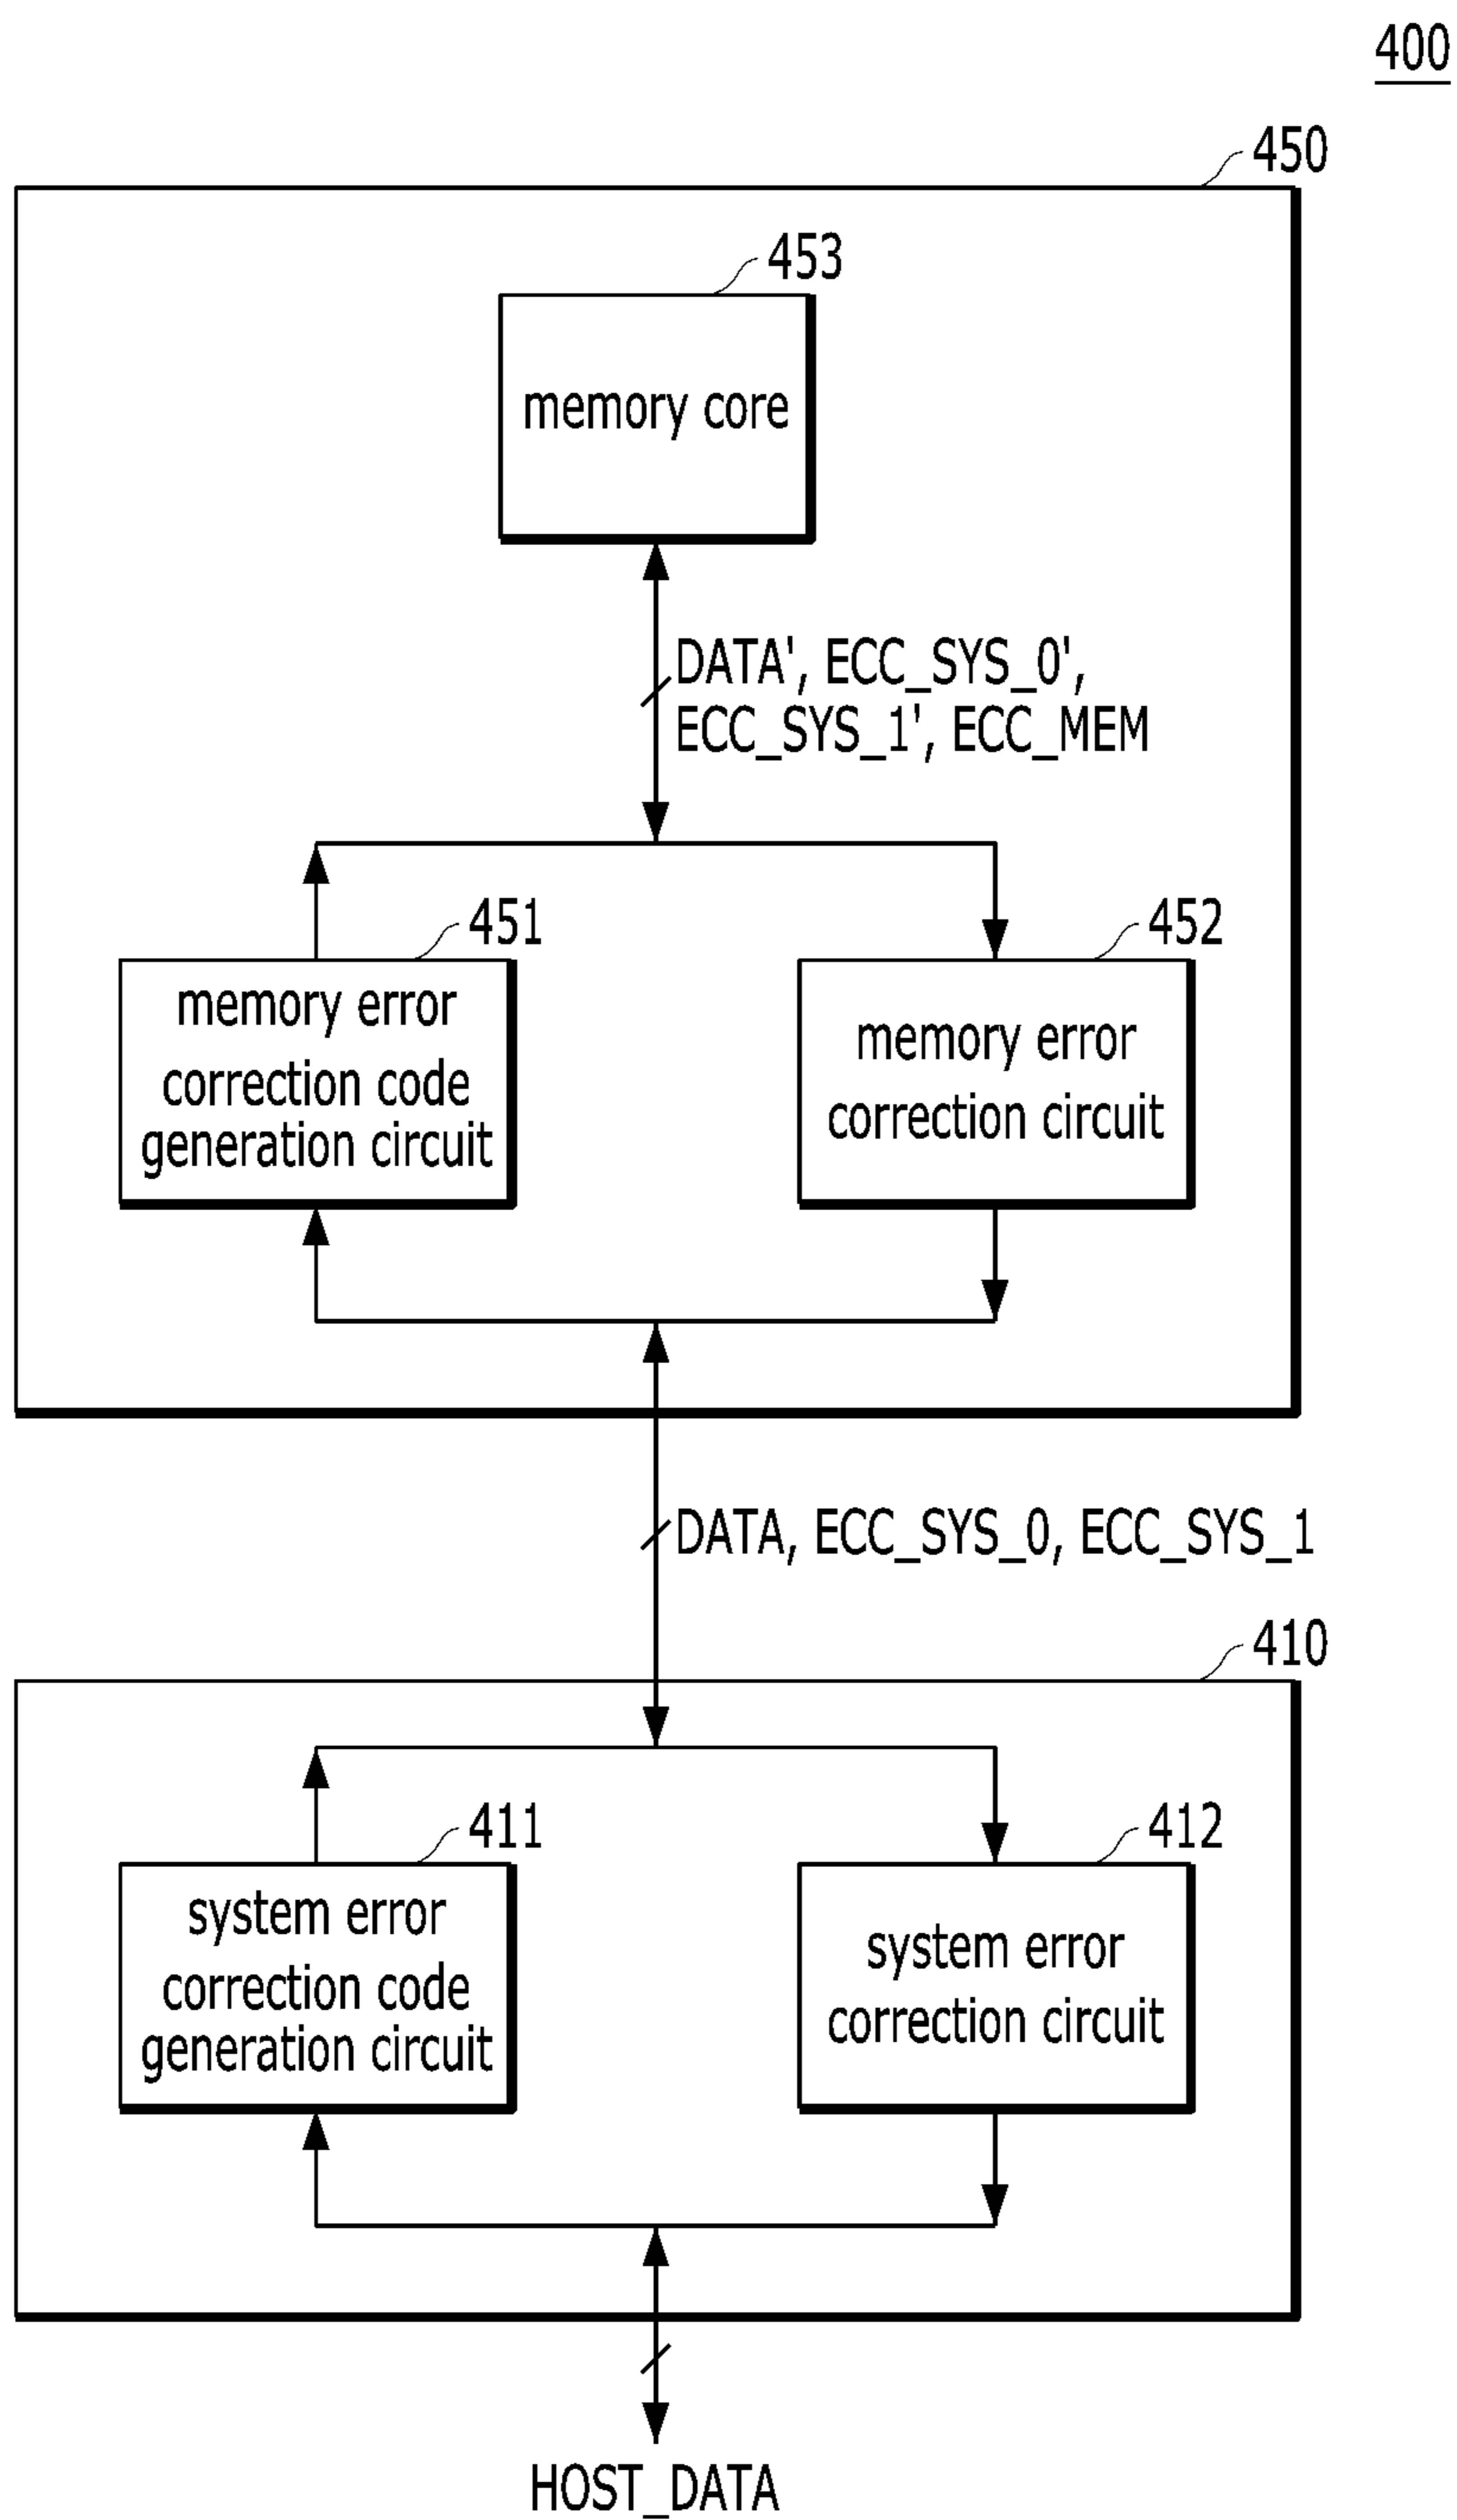 400
450
453
memory core
DATA', ECC_SYS_0',
ECC_SYS_1', ECC_MEM
451
452
memory error
correction code
generation circuit
memory error
correction circuit
DATA, ECC_SYS_0, ECC_SYS_1
410
411
412
system error
correction code
generation circuit
system error
correction circuit
HOST_DATA